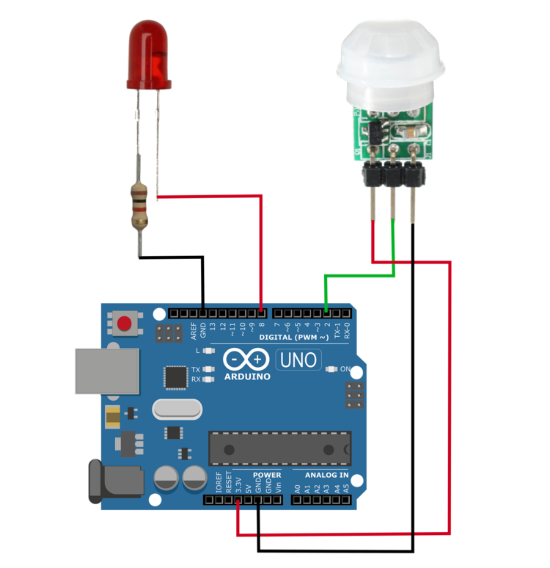 AREF
GND
13
12
~11
~10
~9
8
7
~6
~5
4
~3
2
TX-1
RX-0
DIGITAL (PWM ~)
L
TX
RX
UNO
ARDUINO
ON
POWER
ANALOG IN
IOREF
RESET
3.3V
5V
GND
GND
Vin
A0
A1
A2
A3
A4
A5